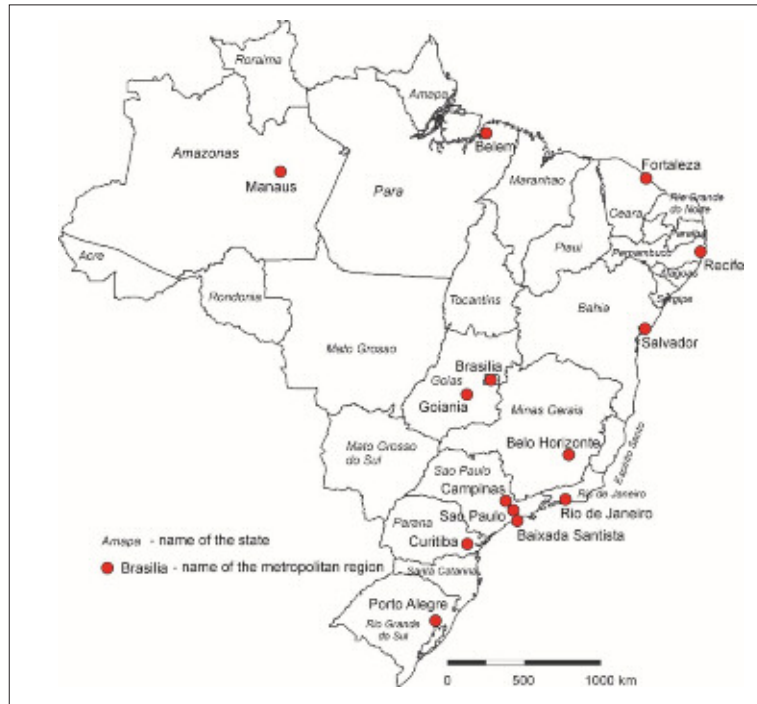 Roraima
Amapa
Belem
Amazonas
Manaus
Para
Maranhao
Fortaleza
Ceara
Rio Grande
do Norte
Paraiba
Piaui
Pernambuco
Recife
Alagoas
Sergipe
Acre
Rondonia
Tocantins
Bahia
Salvador
Mato Grosso
Brasilia
Goias
Goiania
Minas Gerais
Belo Horizonte
Espirito Santo
Mato Grosso
do Sul
Sao Paulo
Campinas
Rio de Janeiro
Rio de Janeiro
Sao Paulo
Baixada Santista
Parana
Curitiba
Santa Catarina
Amapa - name of the state
Brasilia - name of the metropolitan region
Porto Alegre
Rio Grande
do Sul
0 500 1000 km